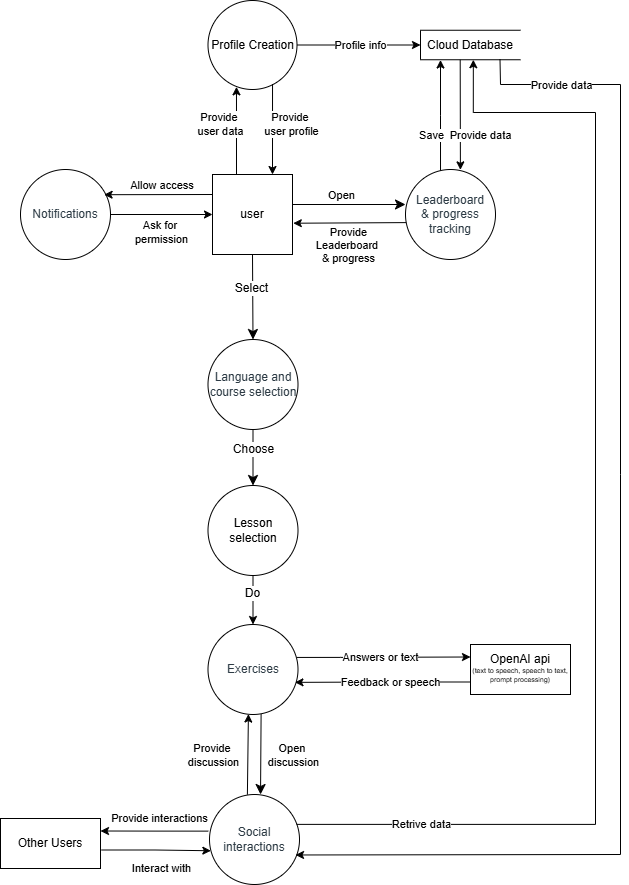 Profile Creation
Profile info
Cloud Database
Provide data
Provide
user data
Provide
user profile
Save
Provide data
Notifications
Allow access
Ask for
permission
user
Open
Provide
Leaderboard
& progress
Leaderboard
& progress
tracking
Select
Language and
course selection
Choose
Lesson
selection
Do
Exercises
Answers or text
Feedback or speech
OpenAI api
(text to speech, speech to text,
prompt processing)
Provide
discussion
Open
discussion
Other Users
Provide interactions
Interact with
Social
interactions
Retrive data